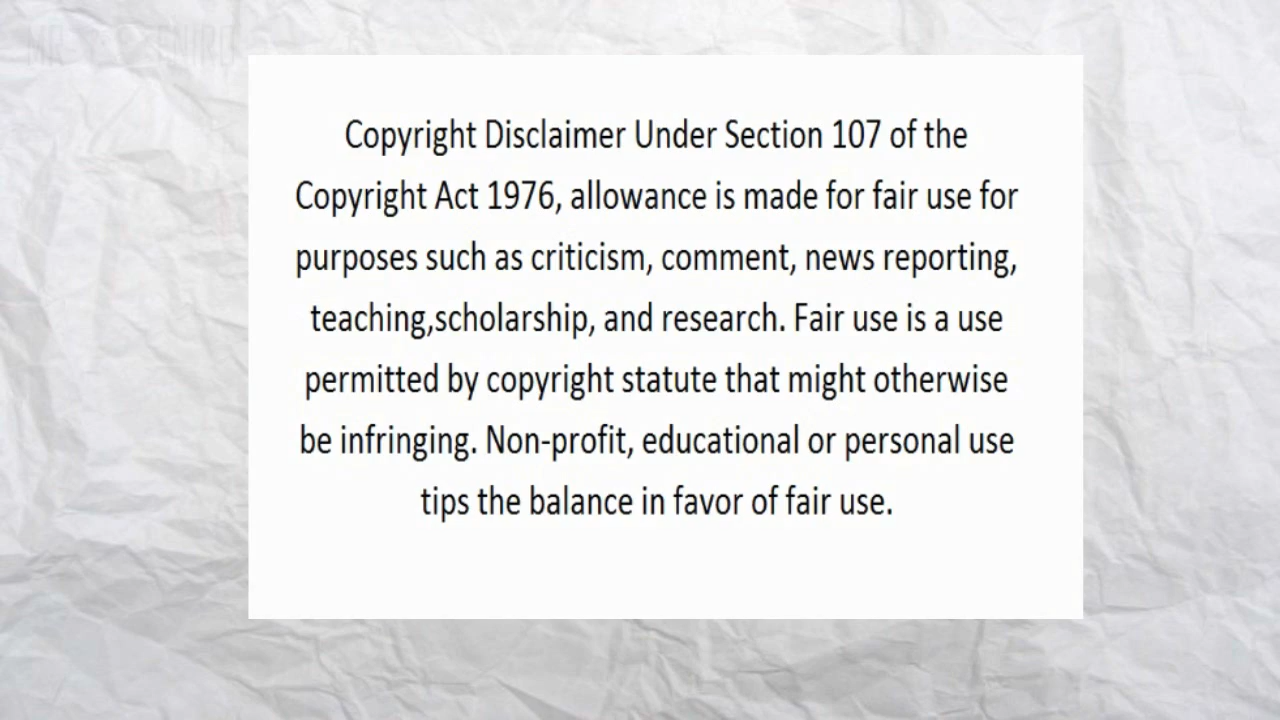 Copyright Disclaimer Under Section 107 of the
Copyright Act 1976, allowance is made for fair use for
purposes such as criticism, comment, news reporting,
teaching,scholarship, and research. Fair use is a use
permitted by copyright statute that might otherwise
be infringing. Non-profit, educational or personal use
tips the balance in favor of fair use.